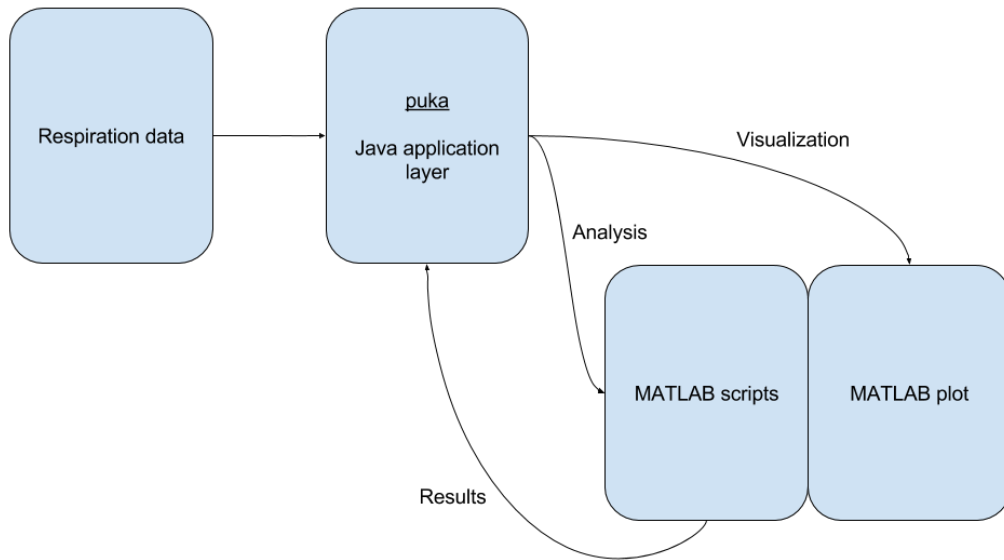 Respiration data
puka
Java application
layer
Visualization
Analysis
MATLAB scripts
MATLAB plot
Results